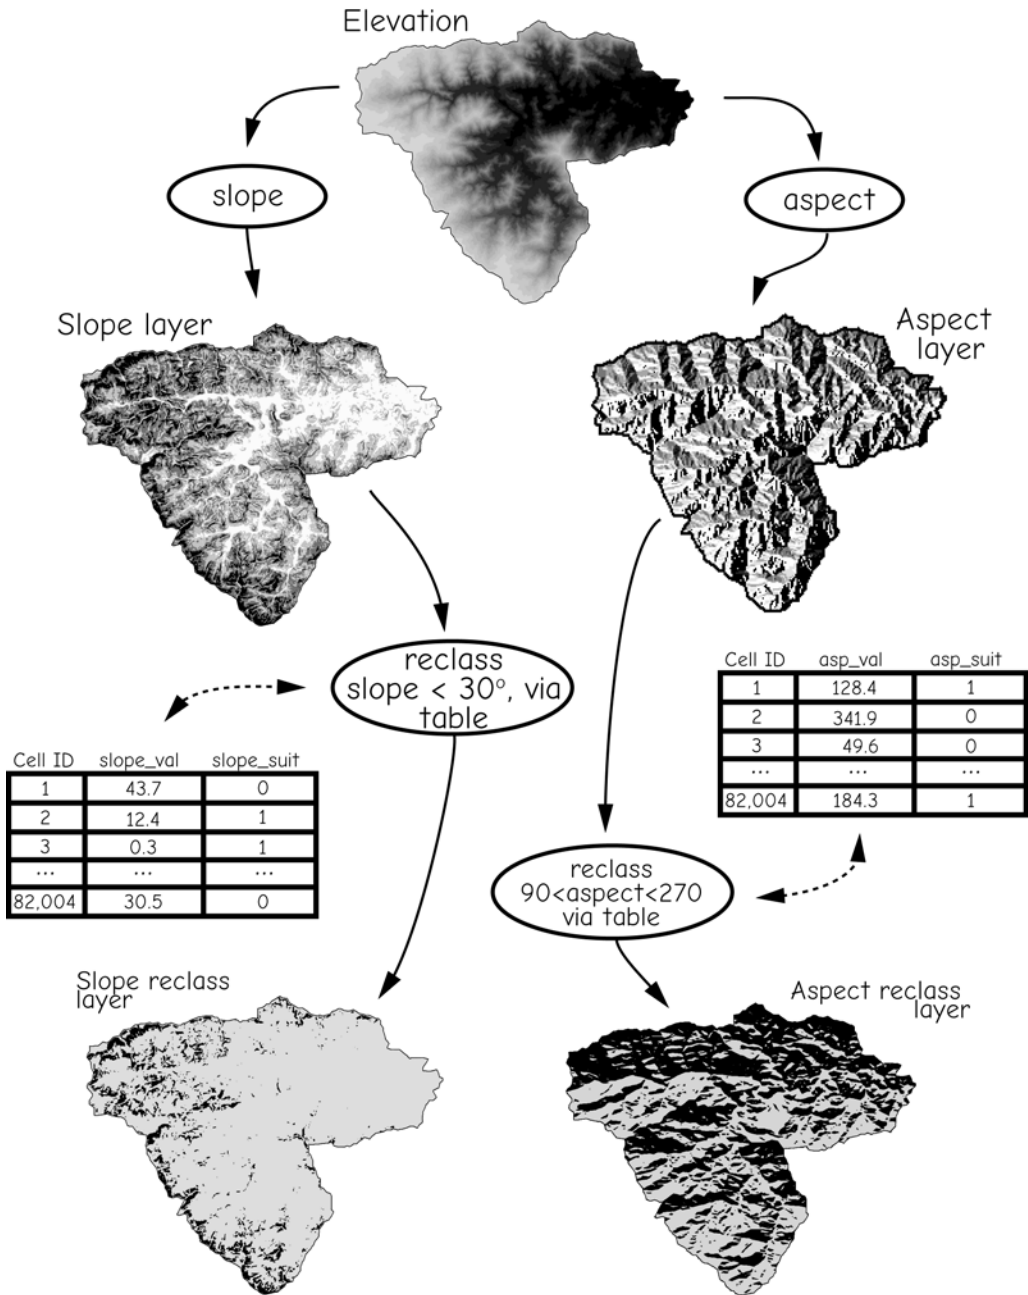 Elevation
slope
aspect
Slope layer
Aspect
layer
reclass
slope < 30°, via
table
Cell ID asp_val asp_suit
1 128.4 1
2 341.9 0
3 49.6 0
... ... ...
82,004 184.3 1
Cell ID slope_val slope_suit
1 43.7 0
2 12.4 1
3 0.3 1
... ... ...
82,004 30.5 0
reclass
90<aspect<270
via table
Slope reclass
layer
Aspect reclass
layer